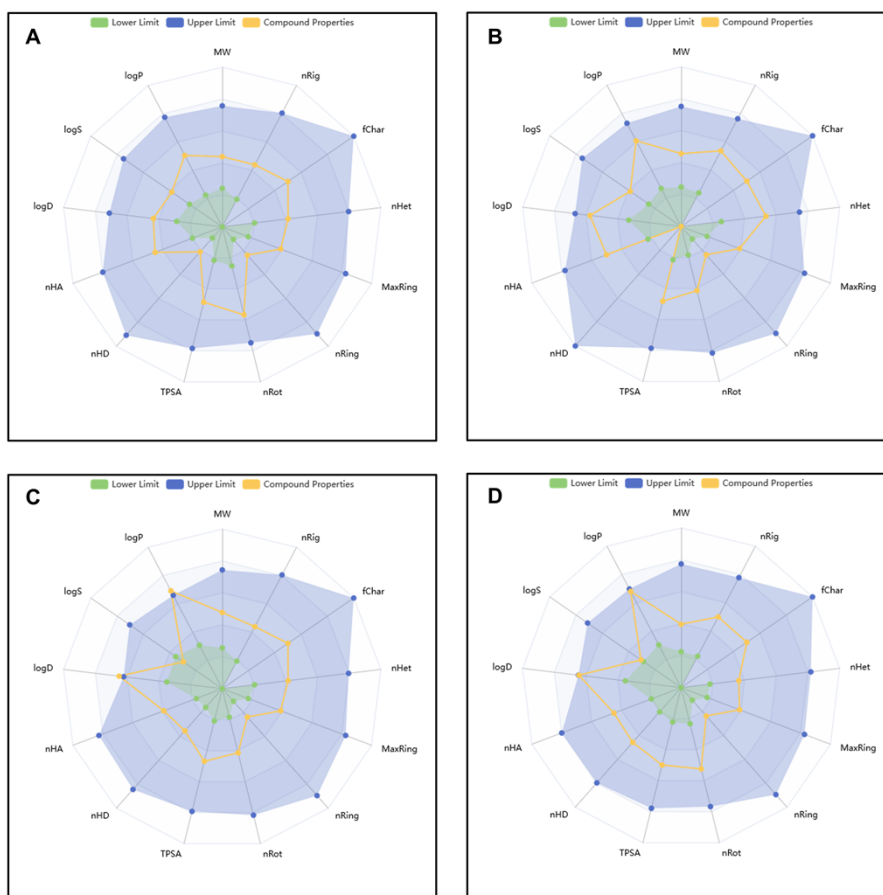 A
Lower Limit Upper Limit Compound Properties
MW
logP
nRig
logS
fChar
logD
nHet
nHA
MaxRing
nHD
nRing
TPSA
nRot
B
Lower Limit Upper Limit Compound Properties
MW
logP
nRig
logS
fChar
logD
nHet
nHA
MaxRing
nHD
nRing
TPSA
nRot
C
Lower Limit Upper Limit Compound Properties
MW
logP
nRig
logS
fChar
logD
nHet
nHA
MaxRing
nHD
nRing
TPSA
nRot
D
Lower Limit Upper Limit Compound Properties
MW
logP
nRig
logS
fChar
logD
nHet
nHA
MaxRing
nHD
nRing
TPSA
nRot